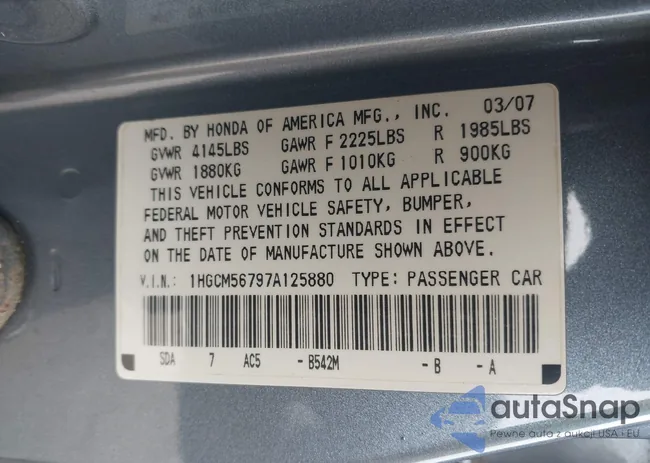 MFD. BY HONDA OF AMERICA MFG., INC. 03/07
GVWR 4145LBS GAWR F 2225LBS R 1985LBS
GVWR 1880KG GAWR F 1010KG R 900KG
THIS VEHICLE CONFORMS TO ALL APPLICABLE
FEDERAL MOTOR VEHICLE SAFETY, BUMPER,
AND THEFT PREVENTION STANDARDS IN EFFECT
ON THE DATE OF MANUFACTURE SHOWN ABOVE.
V.I.N.: 1HGCM56797A125880 TYPE: PASSENGER CAR
SDA 7 AC5 - B542M - B - A
autaSnap
Pewne auta z aukcji USA i EU